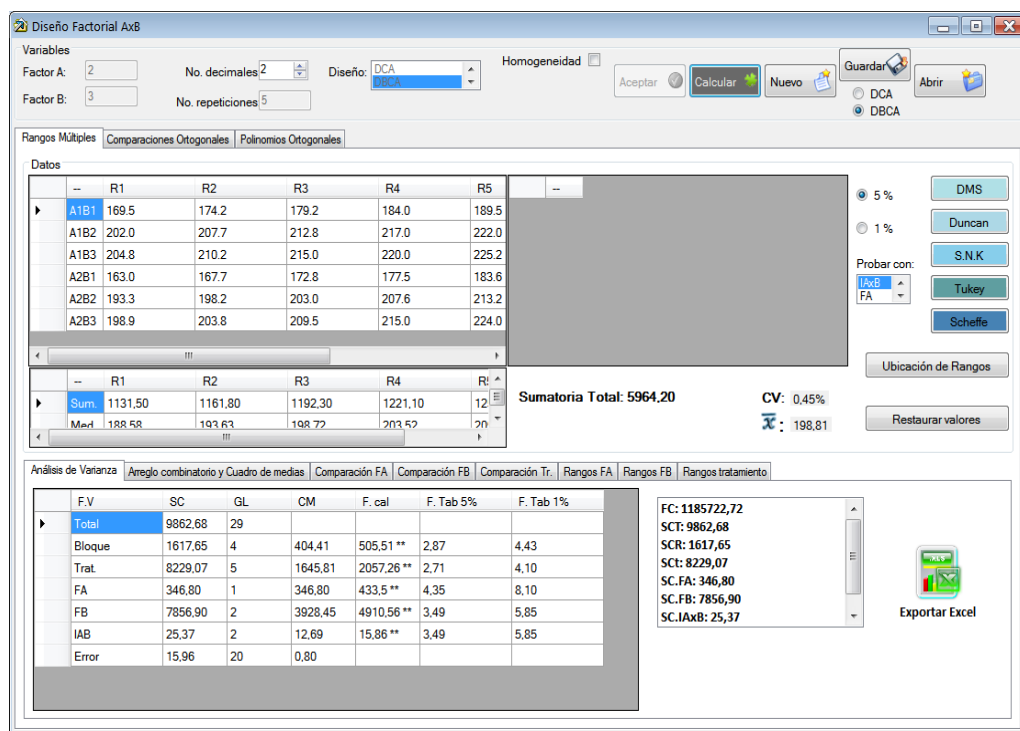 Diseño Factorial AxB
Variables
Factor A: 2 No. decimales 2 Diseño: DCA DBCA Homogeneidad
Factor B: 3 No. repeticiones 5
Aceptar Calcular Nuevo Guardar Abrir
DCA
DBCA
Rangos Múltiples Comparaciones Ortogonales Polinomios Ortogonales
Datos
-- R1 R2 R3 R4 R5
A1B1 169.5 174.2 179.2 184.0 189.5
A1B2 202.0 207.7 212.8 217.0 222.0
A1B3 204.8 210.2 215.0 220.0 225.2
A2B1 163.0 167.7 172.8 177.5 183.6
A2B2 193.3 198.2 203.0 207.6 213.2
A2B3 198.9 203.8 209.5 215.0 224.0
--
5 %
1 %
Probar con:
IAxB
FA
DMS
Duncan
S.N.K
Tukey
Scheffe
Ubicación de Rangos
Restaurar valores
-- R1 R2 R3 R4
Sum. 1131,50 1161,80 1192,30 1221,10 12
Med 188,58 193,63 198,72 203,52 20
Sumatoria Total: 5964,20
CV: 0,45%
x̅ : 198,81
Análisis de Varianza Arreglo combinatorio y Cuadro de medias Comparación FA Comparación FB Comparación Tr. Rangos FA Rangos FB Rangos tratamiento
F.V SC GL CM F. cal F. Tab 5% F. Tab 1%
Total 9862,68 29
Bloque 1617,65 4 404,41 505,51 ** 2,87 4,43
Trat. 8229,07 5 1645,81 2057,26 ** 2,71 4,10
FA 346,80 1 346,80 433,5 ** 4,35 8,10
FB 7856,90 2 3928,45 4910,56 ** 3,49 5,85
IAB 25,37 2 12,69 15,86 ** 3,49 5,85
Error 15,96 20 0,80
FC: 1185722,72
SCT: 9862,68
SCR: 1617,65
SCt: 8229,07
SC.FA: 346,80
SC.FB: 7856,90
SC.IAxB: 25,37
Exportar Excel